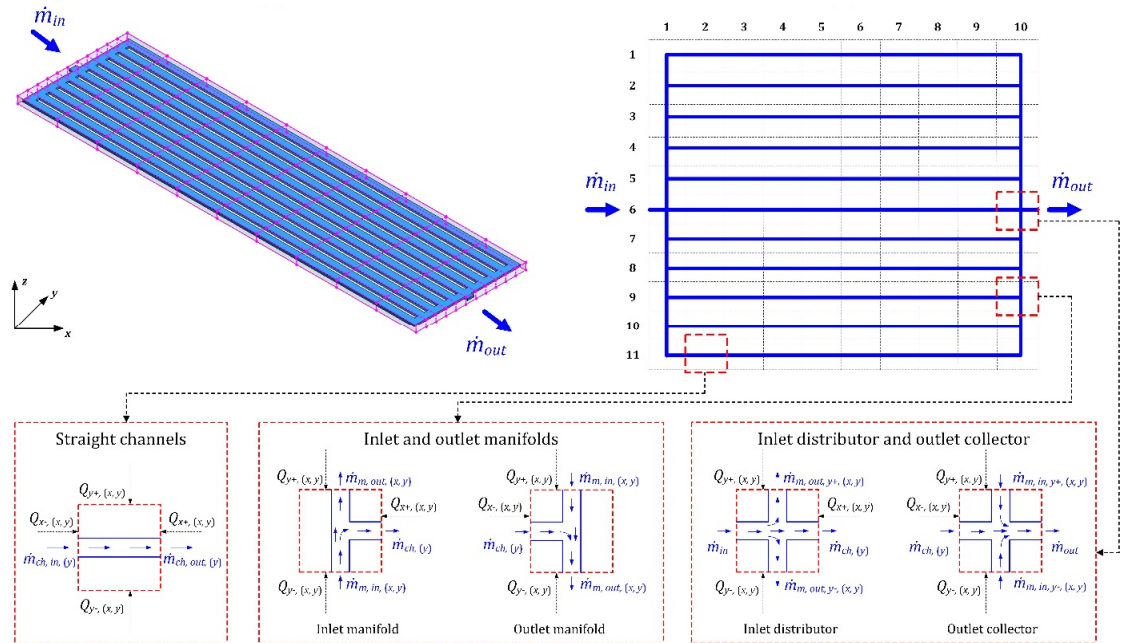 ṁin
z
y
x
ṁout
1 2 3 4 5 6 7 8 9 10
1
2
3
4
5
ṁin
6
ṁout
7
8
9
10
11
Straight channels
Qy+, (x, y)
Qx-, (x, y)
Qx+, (x, y)
ṁch, in, (y)
ṁch, out, (y)
Qy-, (x, y)
Inlet and outlet manifolds
Qy+, (x, y)
ṁm, out, (x, y)
Qx+, (x, y)
ṁch, (y)
Qy-, (x, y)
ṁm, in, (x, y)
Inlet manifold
Qy+, (x, y)
ṁm, in, (x, y)
Qx-, (x, y)
ṁch, (y)
Qy-, (x, y)
ṁm, out, (x, y)
Outlet manifold
Inlet distributor and outlet collector
Qy+, (x, y)
ṁm, out, y+, (x, y)
Qx+, (x, y)
ṁin
ṁch, (y)
Qy-, (x, y)
ṁm, out, y-, (x, y)
Inlet distributor
Qy+, (x, y)
ṁm, in, y+, (x, y)
Qx-, (x, y)
ṁch, (y)
ṁout
Qy-, (x, y)
ṁm, in, y-, (x, y)
Outlet collector